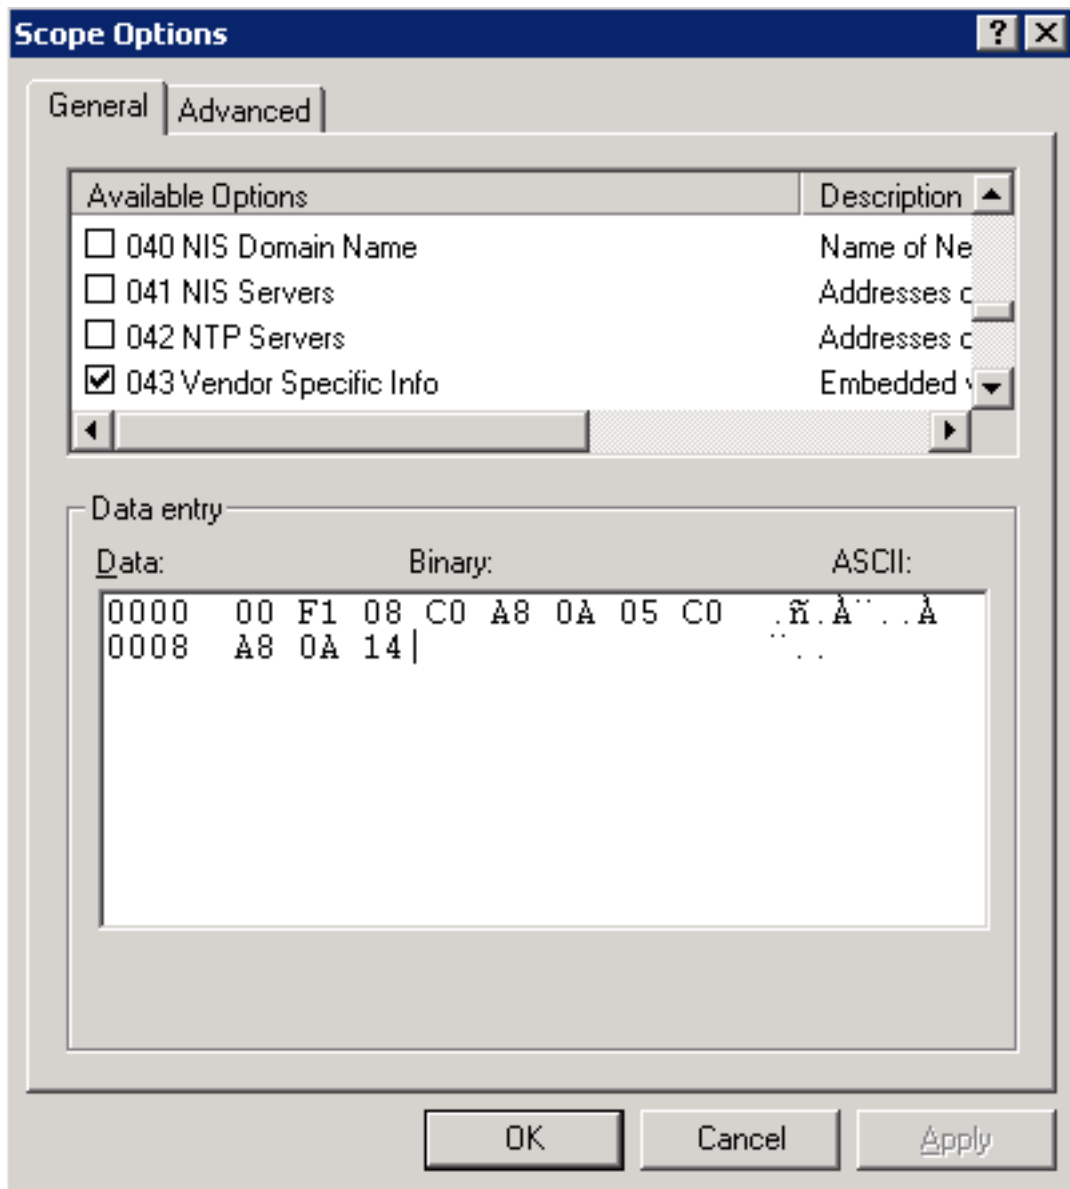 Scope Options
General Advanced
Available Options Description
040 NIS Domain Name Name of Ne
041 NIS Servers Addresses c
042 NTP Servers Addresses c
043 Vendor Specific Info Embedded v
Data entry
Data: Binary: ASCII:
0000 00 F1 08 C0 A8 0A 05 C0 .ñ.À¨..À
0008 A8 0A 14 ¨..
OK Cancel Apply